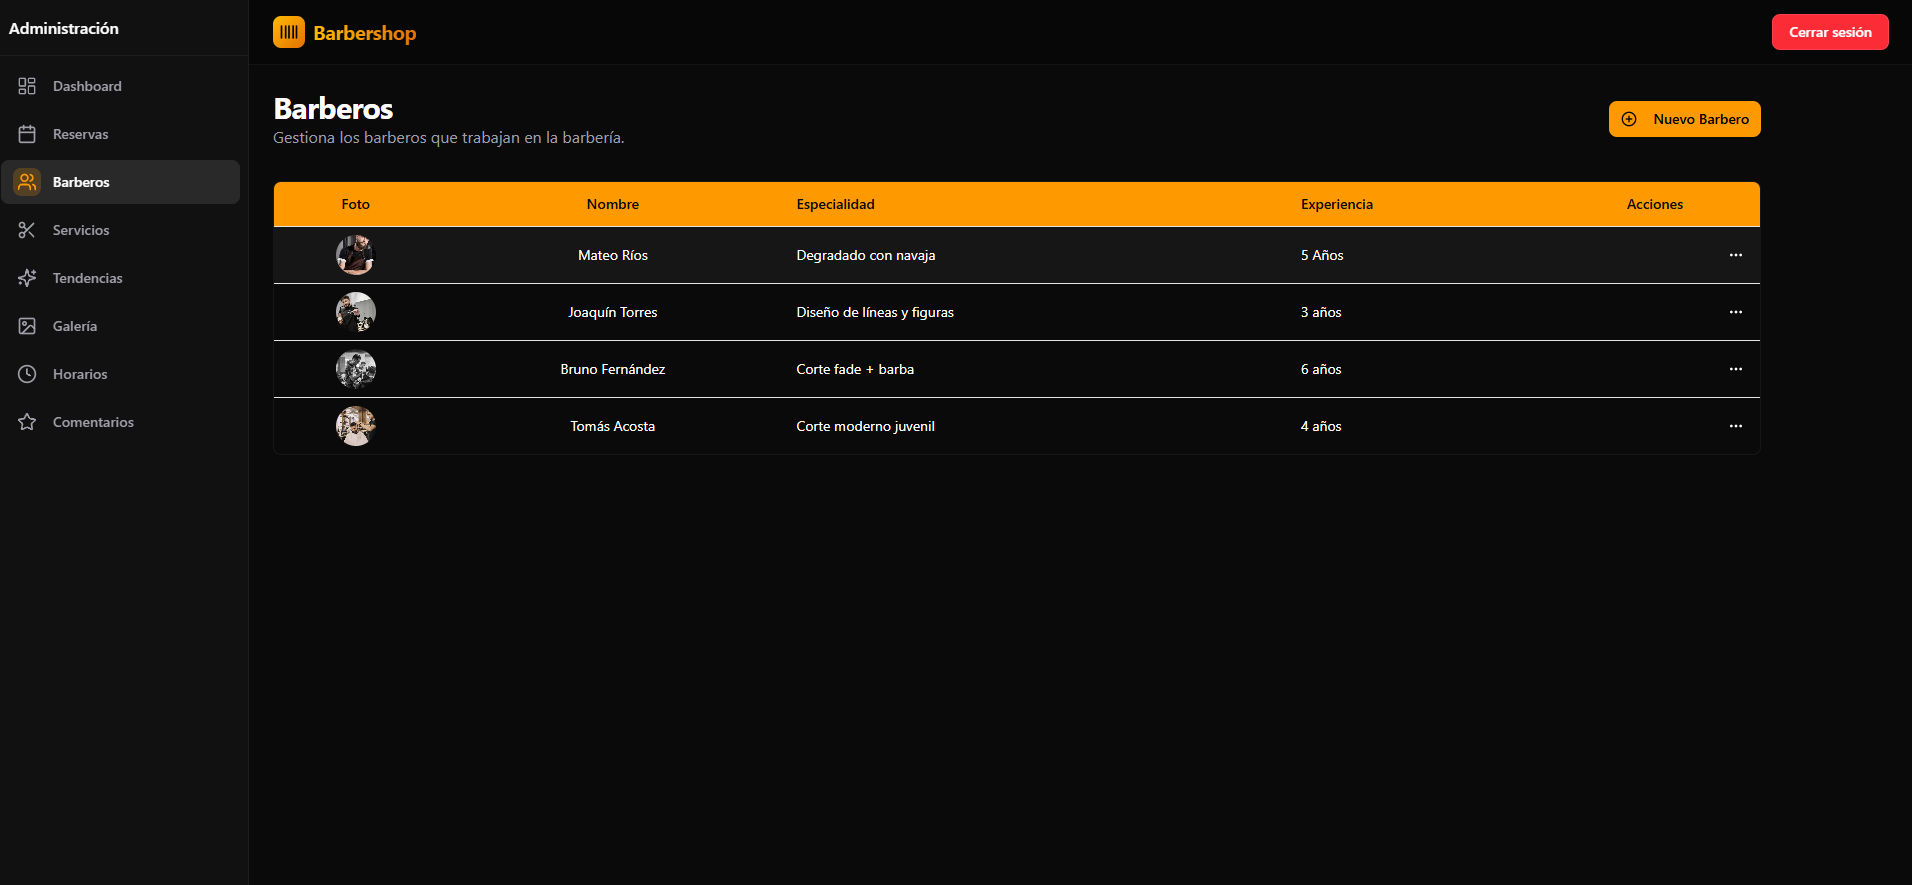 Administración
Dashboard
Reservas
Barberos
Servicios
Tendencias
Galería
Horarios
Comentarios
Barbershop
Cerrar sesión
Barberos
Gestiona los barberos que trabajan en la barbería.
Nuevo Barbero
Foto Nombre Especialidad Experiencia Acciones
Mateo Ríos Degradado con navaja 5 Años
Joaquín Torres Diseño de líneas y figuras 3 años
Bruno Fernández Corte fade + barba 6 años
Tomás Acosta Corte moderno juvenil 4 años